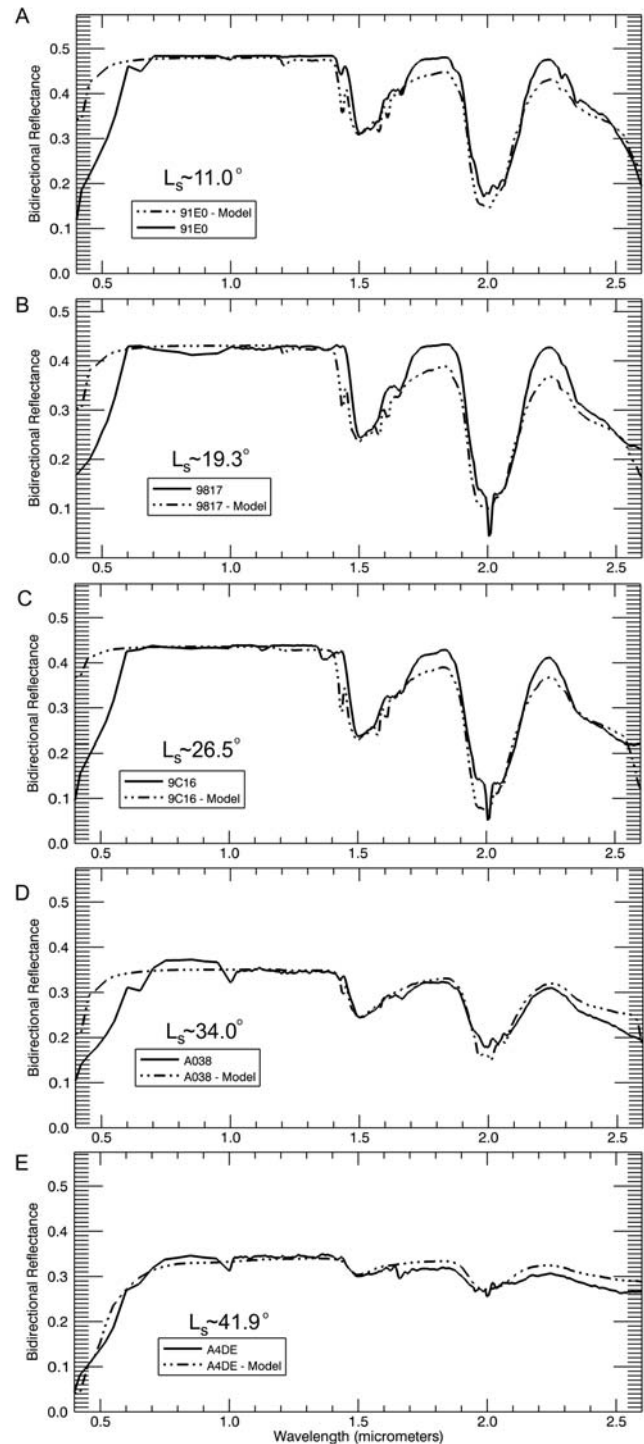 A
Bidirectional Reflectance
0.5
0.4
0.3
0.2
0.1
0.0
Ls~11.0°
91E0 - Model
91E0
0.5 1.0 1.5 2.0 2.5
B
Bidirectional Reflectance
0.5
0.4
0.3
0.2
0.1
0.0
Ls~19.3°
9817
9817 - Model
0.5 1.0 1.5 2.0 2.5
C
Bidirectional Reflectance
0.5
0.4
0.3
0.2
0.1
0.0
Ls~26.5°
9C16
9C16 - Model
0.5 1.0 1.5 2.0 2.5
D
Bidirectional Reflectance
0.5
0.4
0.3
0.2
0.1
0.0
Ls~34.0°
A038
A038 - Model
0.5 1.0 1.5 2.0 2.5
E
Bidirectional Reflectance
0.5
0.4
0.3
0.2
0.1
0.0
Ls~41.9°
A4DE
A4DE - Model
0.5 1.0 1.5 2.0 2.5
Wavelength (micrometers)